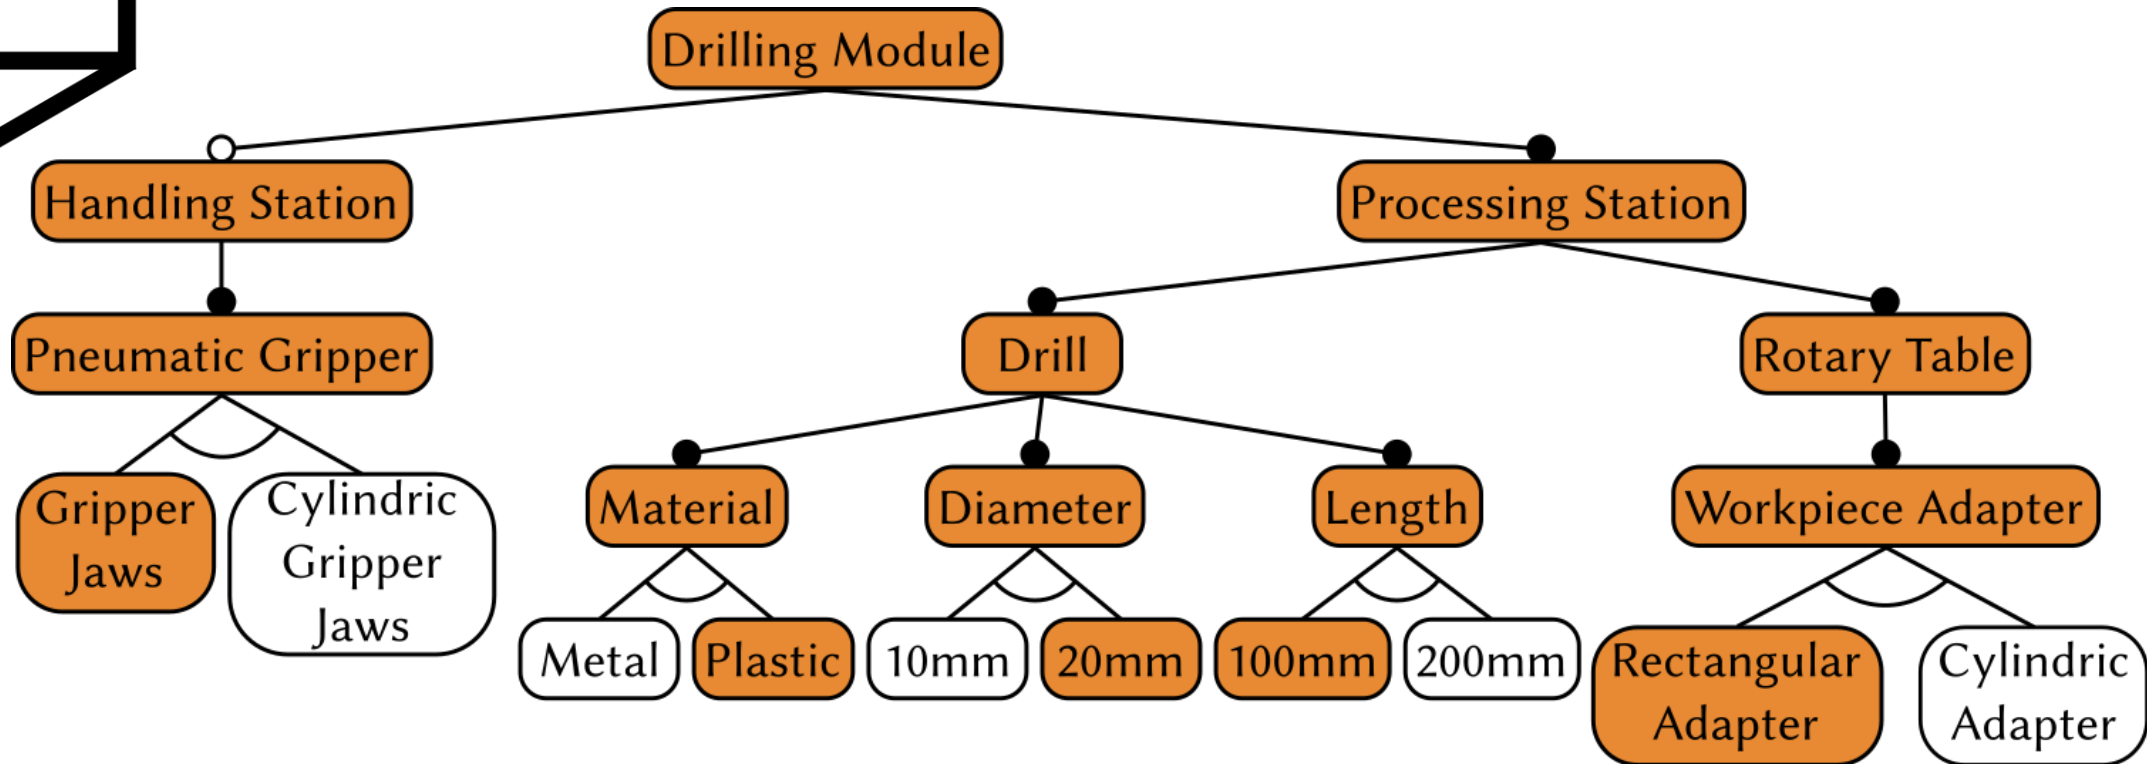 Drilling Module
Handling Station
Processing Station
Pneumatic Gripper
Drill
Rotary Table
Gripper
Jaws
Cylindric
Gripper
Jaws
Material
Diameter
Length
Workpiece Adapter
Metal
Plastic
10mm
20mm
100mm
200mm
Rectangular
Adapter
Cylindric
Adapter